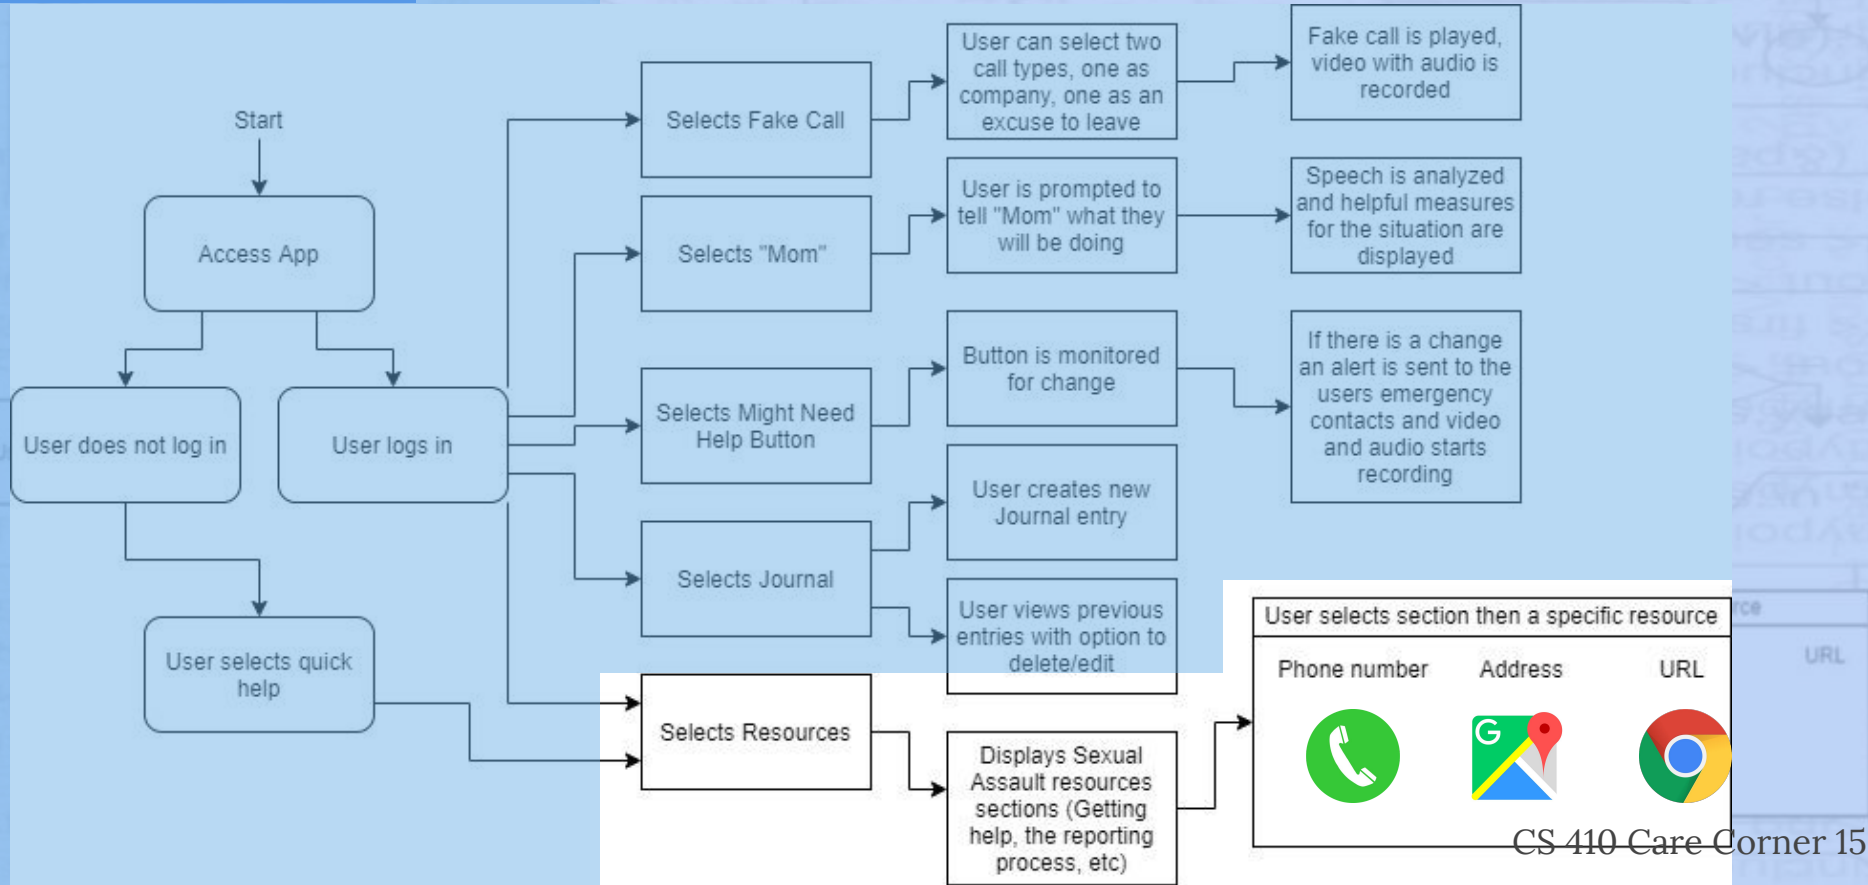 Start
Access App
User does not log in
User logs in
User selects quick
help
Selects Fake Call
User can select two
call types, one as
company, one as an
excuse to leave
Fake call is played,
video with audio is
recorded
Selects "Mom"
User is prompted to
tell "Mom" what they
will be doing
Speech is analyzed
and helpful measures
for the situation are
displayed
Selects Might Need
Help Button
Button is monitored
for change
If there is a change
an alert is sent to the
users emergency
contacts and video
and audio starts
recording
Selects Journal
User creates new
Journal entry
User views previous
entries with option to
delete/edit
Selects Resources
Displays Sexual
Assault resources
sections (Getting
help, the reporting
process, etc)
User selects section then a specific resource
Phone number
Address
URL
G
URL
CS 410 Care Corner 15